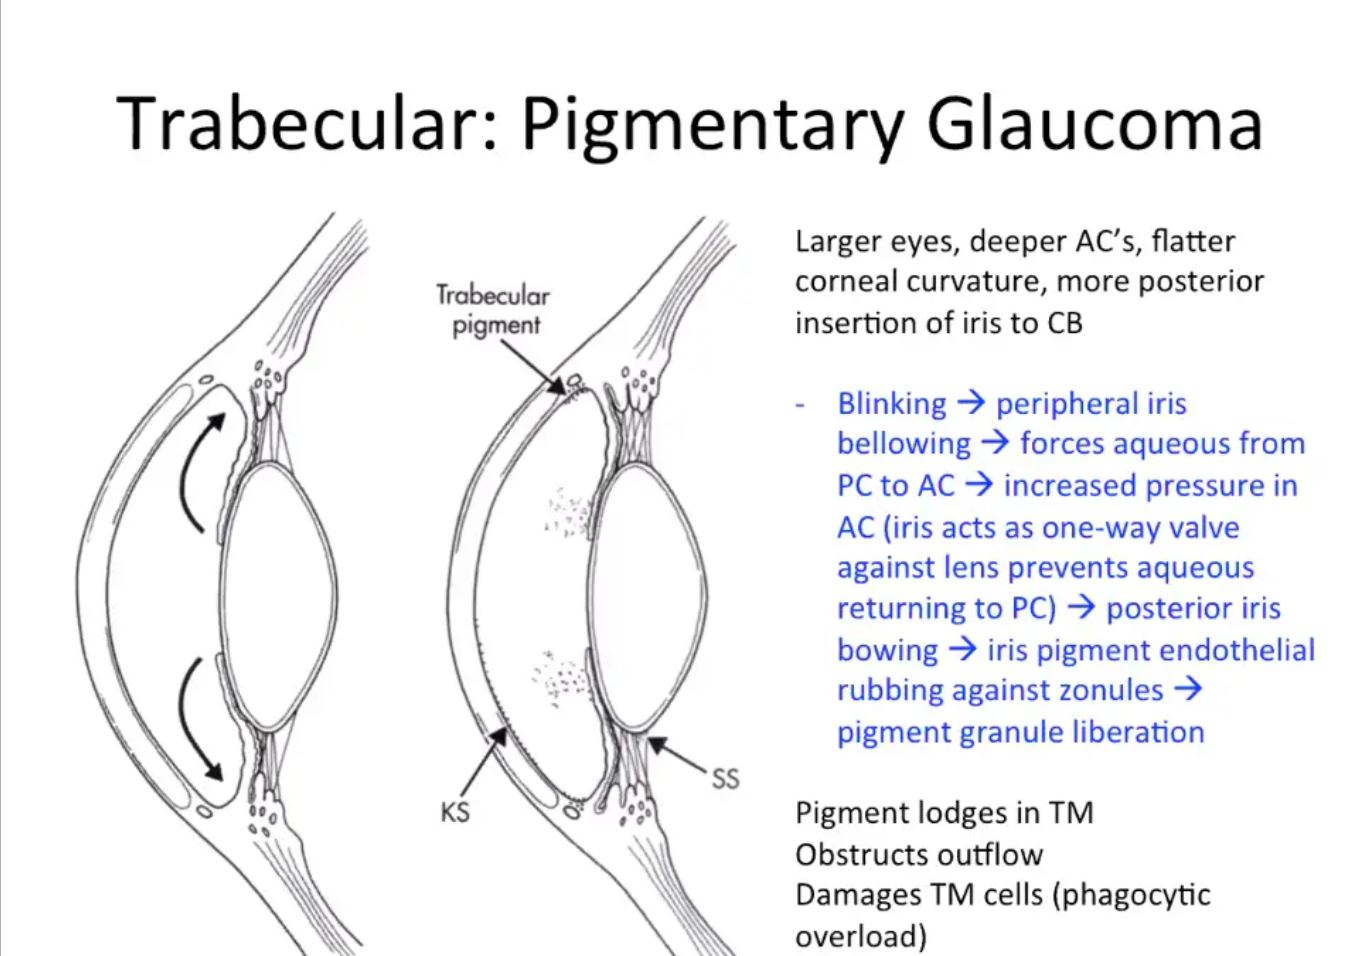 Trabecular: Pigmentary Glaucoma
Trabecular
pigment
KS
SS
Larger eyes, deeper AC’s, flatter
corneal curvature, more posterior
insertion of iris to CB
- Blinking → peripheral iris
bellowing → forces aqueous from
PC to AC → increased pressure in
AC (iris acts as one-way valve
against lens prevents aqueous
returning to PC) → posterior iris
bowing → iris pigment endothelial
rubbing against zonules →
pigment granule liberation
Pigment lodges in TM
Obstructs outflow
Damages TM cells (phagocytic
overload)